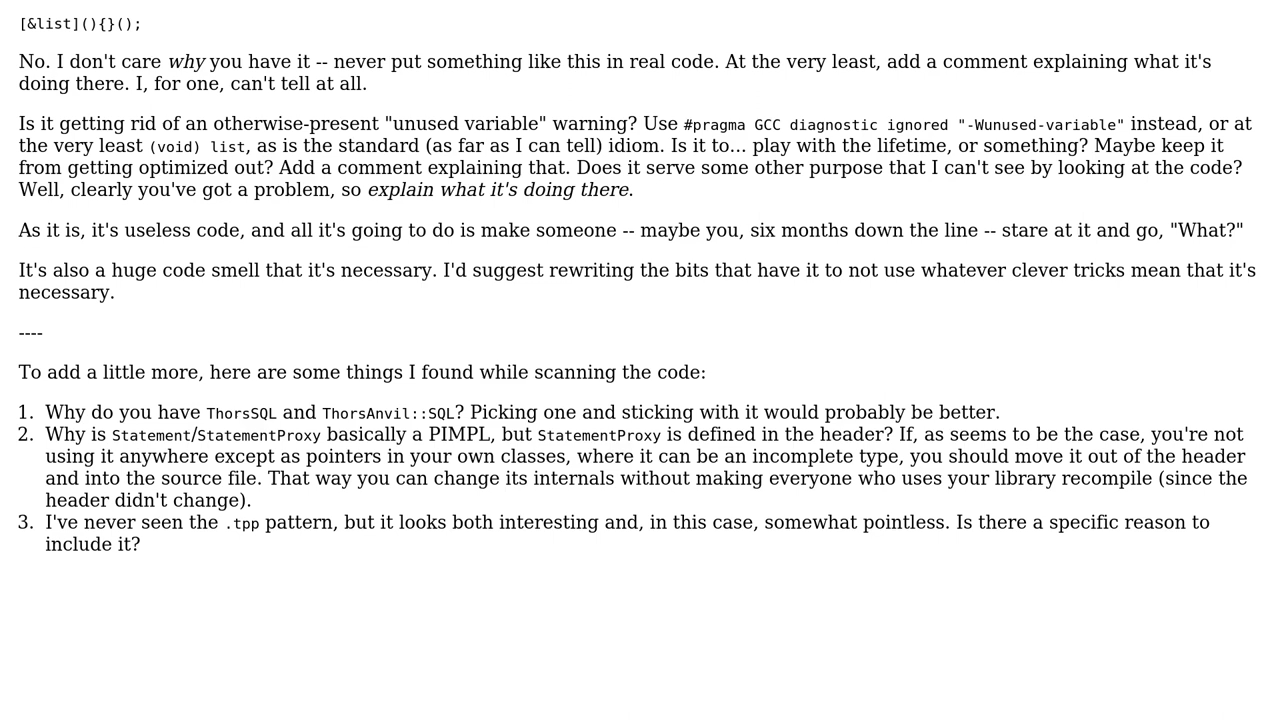 [&list](){}();
No. I don't care why you have it -- never put something like this in real code. At the very least, add a comment explaining what it's
doing there. I, for one, can't tell at all.
Is it getting rid of an otherwise-present "unused variable" warning? Use #pragma GCC diagnostic ignored "-Wunused-variable" instead, or at
the very least (void) list, as is the standard (as far as I can tell) idiom. Is it to... play with the lifetime, or something? Maybe keep it
from getting optimized out? Add a comment explaining that. Does it serve some other purpose that I can't see by looking at the code?
Well, clearly you've got a problem, so explain what it's doing there.
As it is, it's useless code, and all it's going to do is make someone -- maybe you, six months down the line -- stare at it and go, "What?"
It's also a huge code smell that it's necessary. I'd suggest rewriting the bits that have it to not use whatever clever tricks mean that it's
necessary.
----
To add a little more, here are some things I found while scanning the code:
1. Why do you have ThorsSQL and ThorsAnvil::SQL? Picking one and sticking with it would probably be better.
2. Why is Statement/StatementProxy basically a PIMPL, but StatementProxy is defined in the header? If, as seems to be the case, you're not
using it anywhere except as pointers in your own classes, where it can be an incomplete type, you should move it out of the header
and into the source file. That way you can change its internals without making everyone who uses your library recompile (since the
header didn't change).
3. I've never seen the .tpp pattern, but it looks both interesting and, in this case, somewhat pointless. Is there a specific reason to
include it?